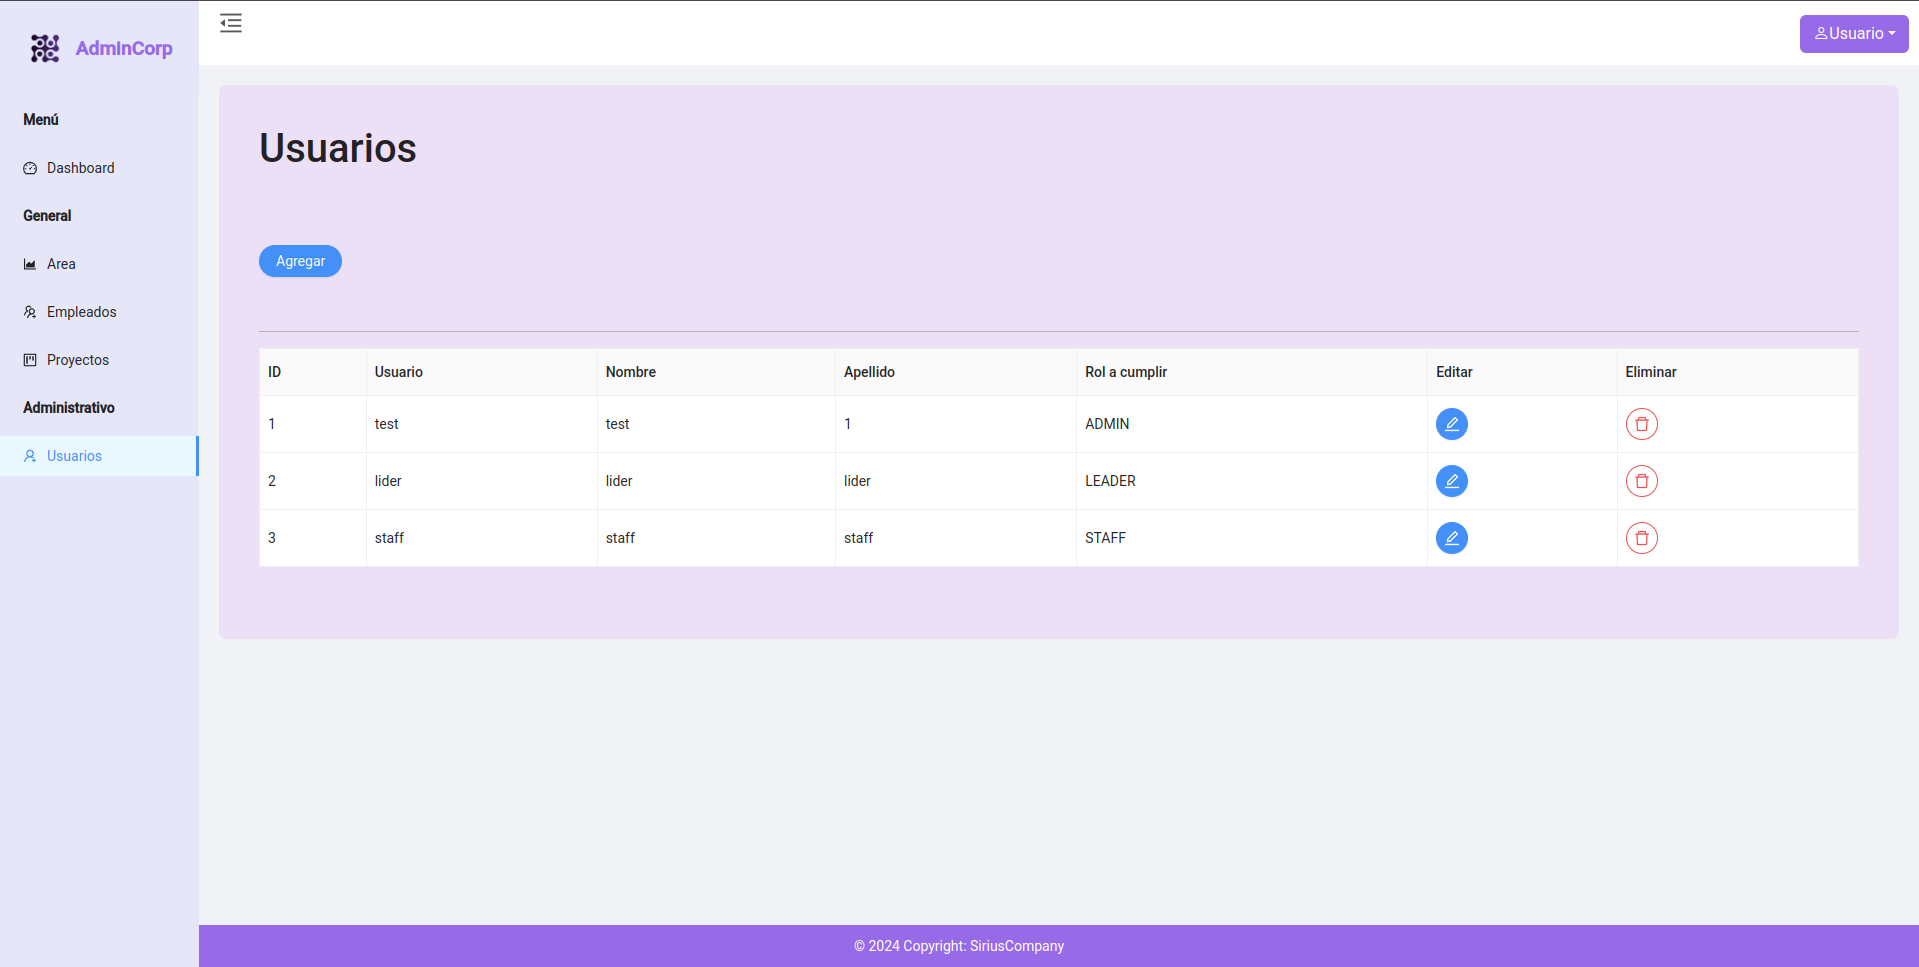 AdminCorp
Usuario
Menú
Dashboard
General
Area
Empleados
Proyectos
Administrativo
Usuarios
Usuarios
Agregar
ID Usuario Nombre Apellido Rol a cumplir Editar Eliminar
1 test test 1 ADMIN
2 lider lider lider LEADER
3 staff staff staff STAFF
© 2024 Copyright: SiriusCompany